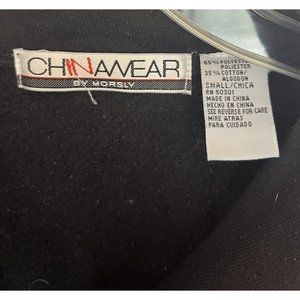 CHINAWEAR
BY MORSLY
65% POLYESTER
POLIESTER
35% COTTON/
ALGODON
SMALL/CHICA
RN 50301
MADE IN CHINA
HECHO EN CHINA
SEE REVERSE FOR CARE
MIRE ATRAS
PARA CUIDADO